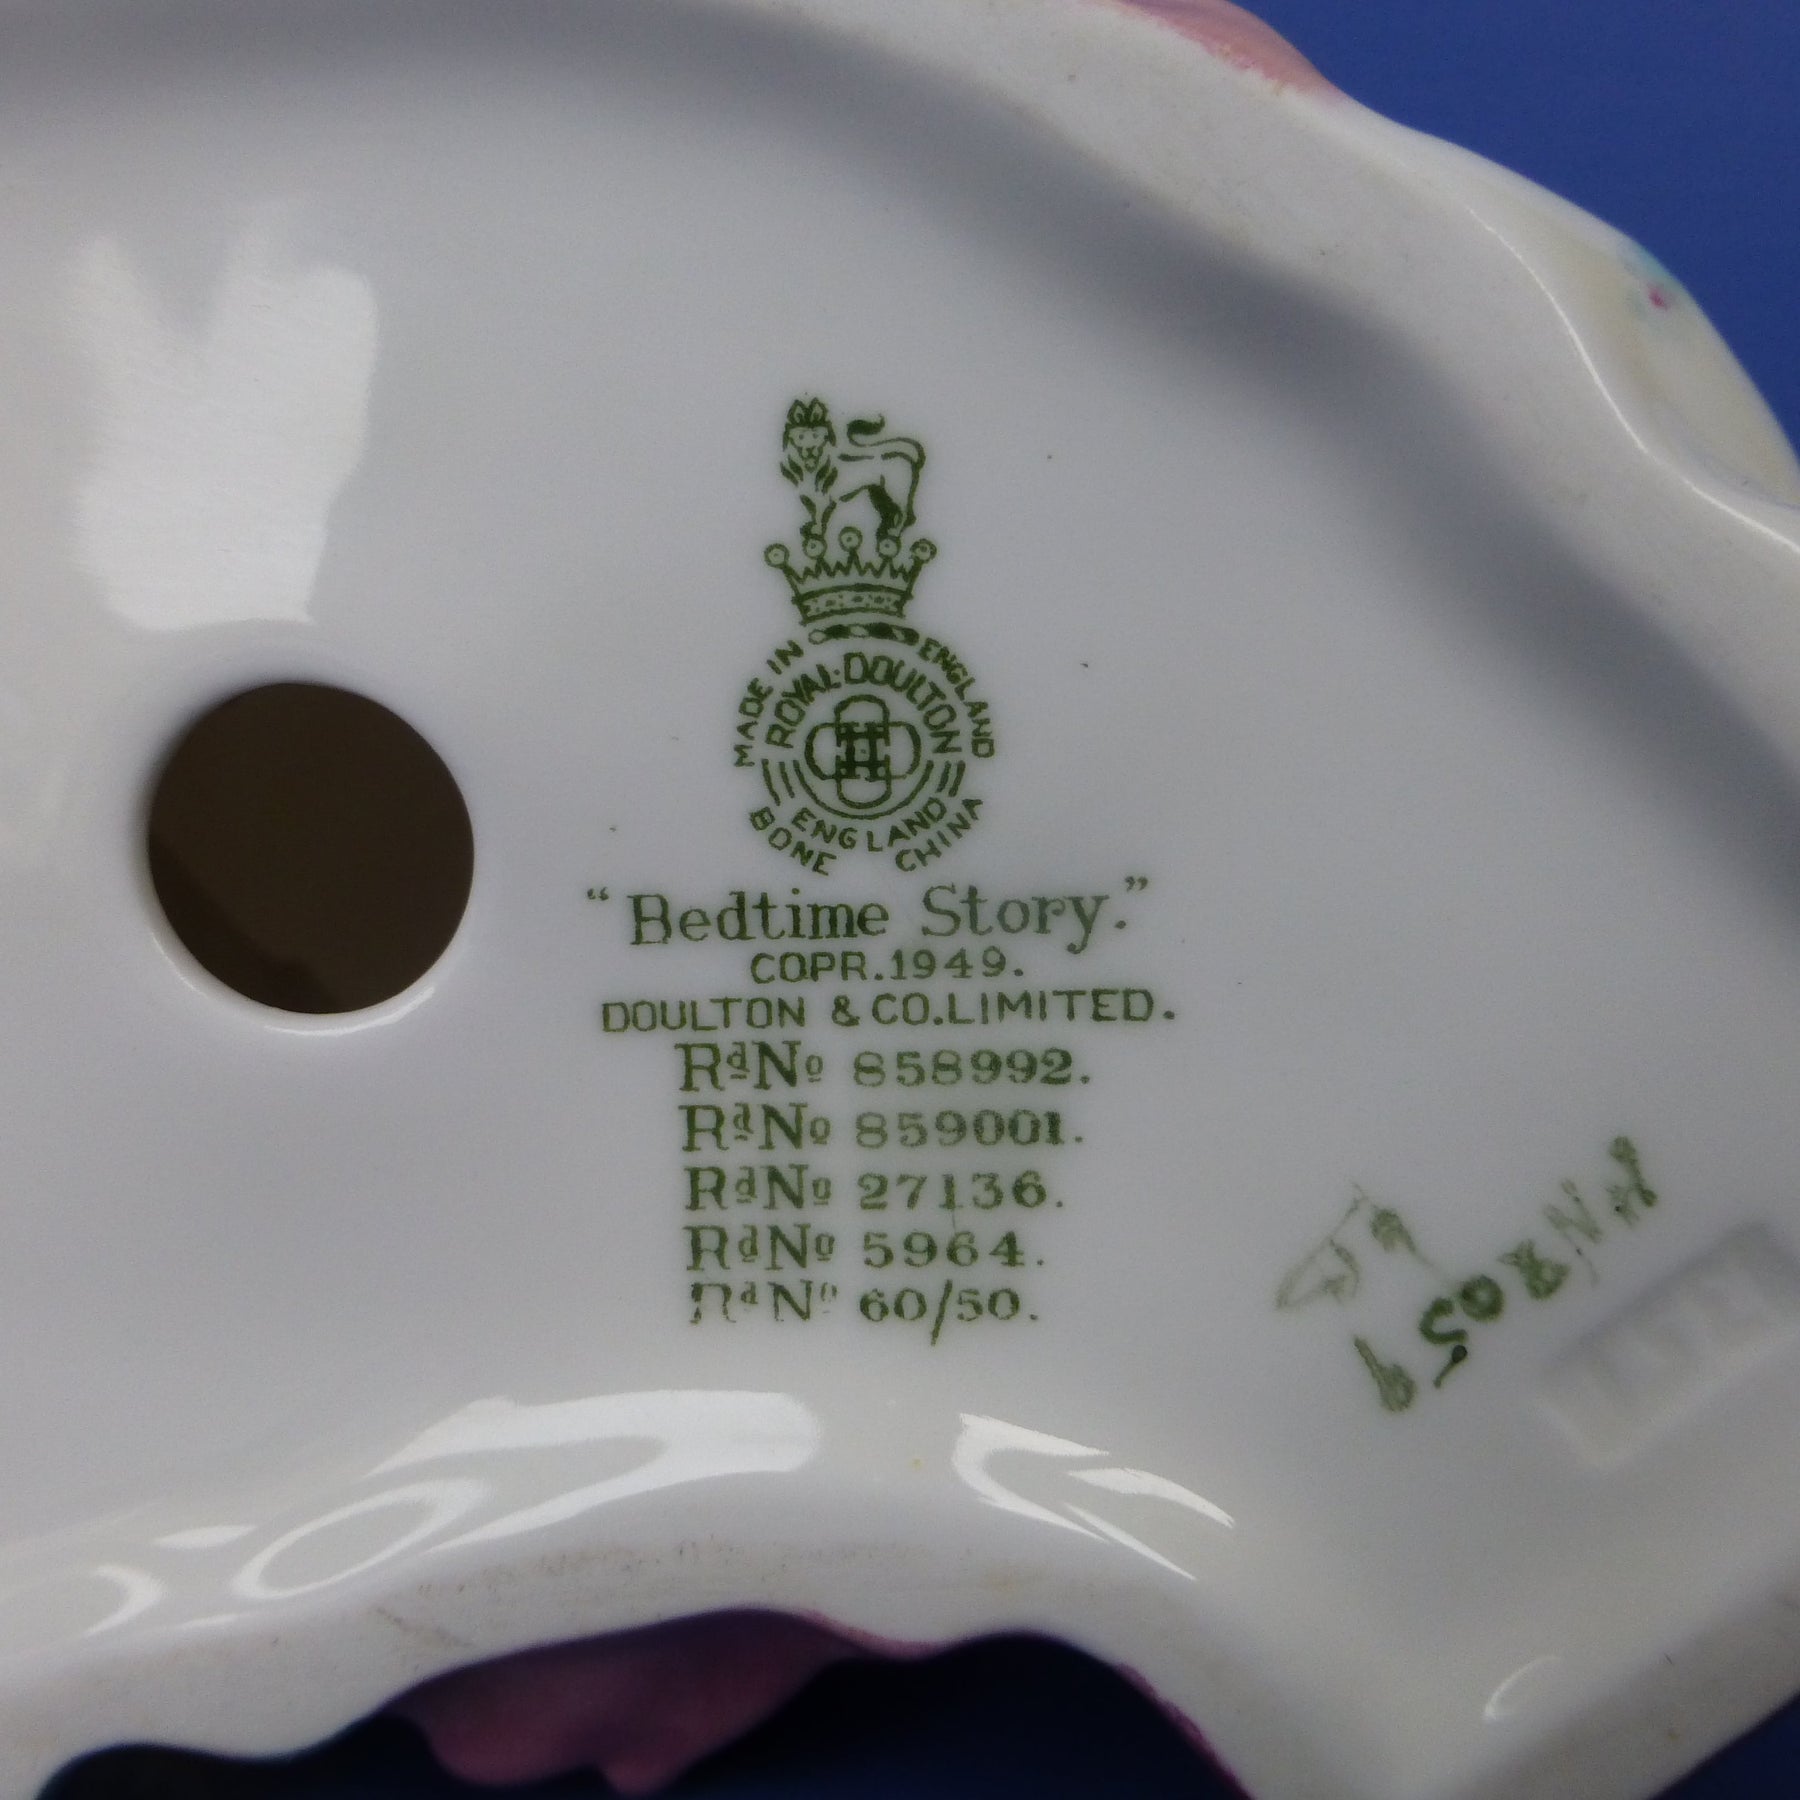 MADE IN ENGLAND
ROYAL·DOULTON
ENGLAND
BONE CHINA
"Bedtime Story."
COPR.1949.
DOULTON & CO.LIMITED.
Rd No 858992.
Rd No 859001.
Rd No 27136.
Rd No 5964.
Rd No 60/50.